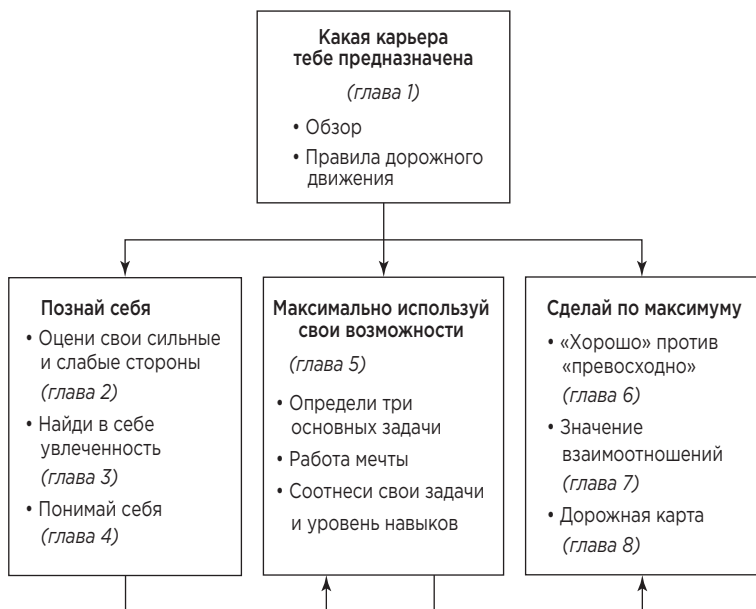 Какая карьера
тебе предназначена
(глава 1)
• Обзор
• Правила дорожного
движения
Познай себя
• Оцени свои сильные
и слабые стороны
(глава 2)
• Найди в себе
увлеченность
(глава 3)
• Понимай себя
(глава 4)
Максимально используй
свои возможности
(глава 5)
• Определи три
основных задачи
• Работа мечты
• Соотнеси свои задачи
и уровень навыков
Сделай по максимуму
• «Хорошо» против
«превосходно»
(глава 6)
• Значение
взаимоотношений
(глава 7)
• Дорожная карта
(глава 8)